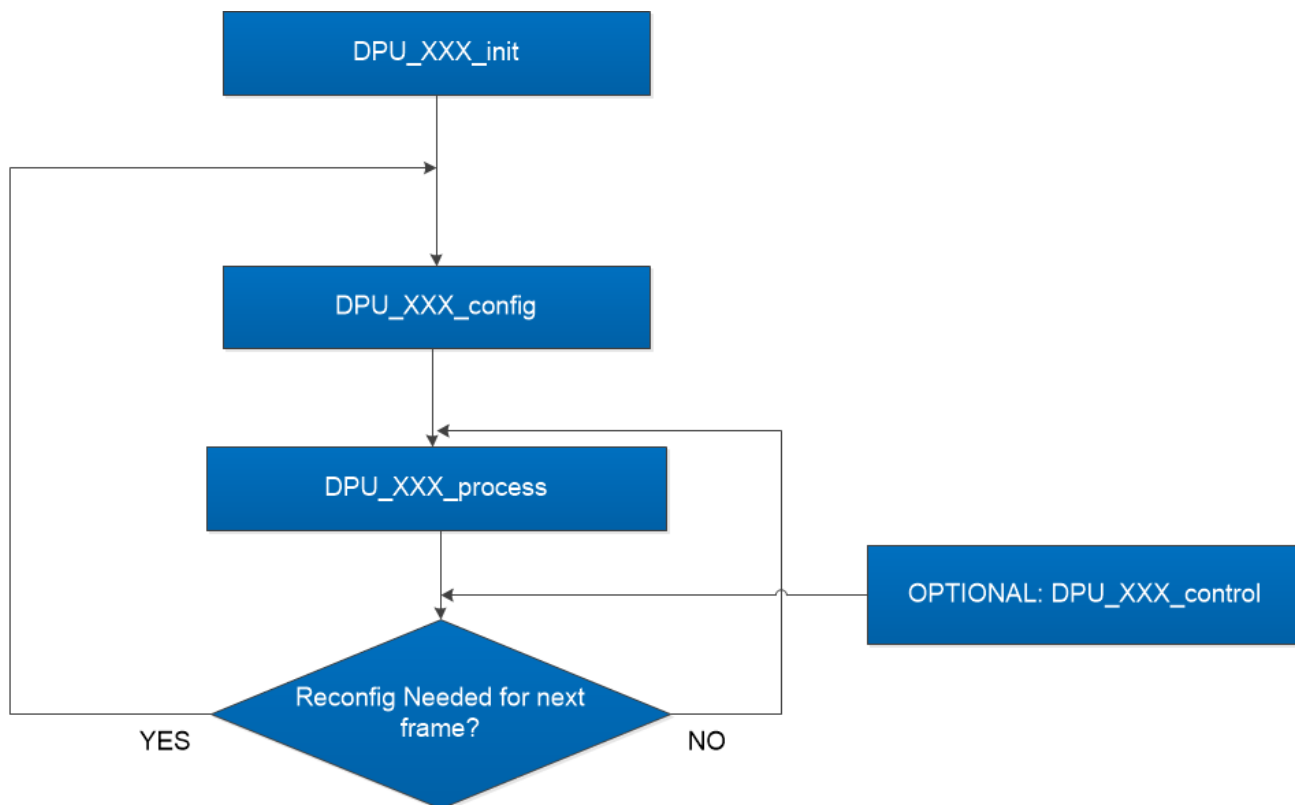 DPU_XXX_init
DPU_XXX_config
DPU_XXX_process
OPTIONAL: DPU_XXX_control
Reconfig Needed for next
frame?
YES
NO